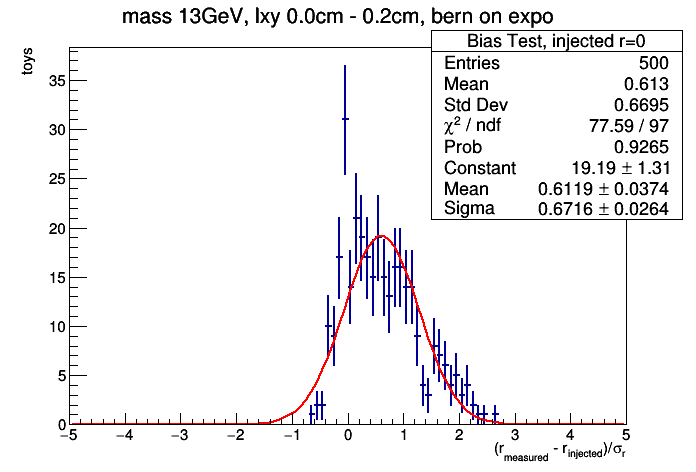 mass 13GeV, lxy 0.0cm - 0.2cm, bern on expo
toys
Bias Test, injected r=0
Entries 500
Mean 0.613
Std Dev 0.6695
χ² / ndf 77.59 / 97
Prob 0.9265
Constant 19.19 ± 1.31
Mean 0.6119 ± 0.0374
Sigma 0.6716 ± 0.0264
35
30
25
20
15
10
5
0
−5 −4 −3 −2 −1 0 1 2 3 4 5
(r_measured - r_injected)/σ_r